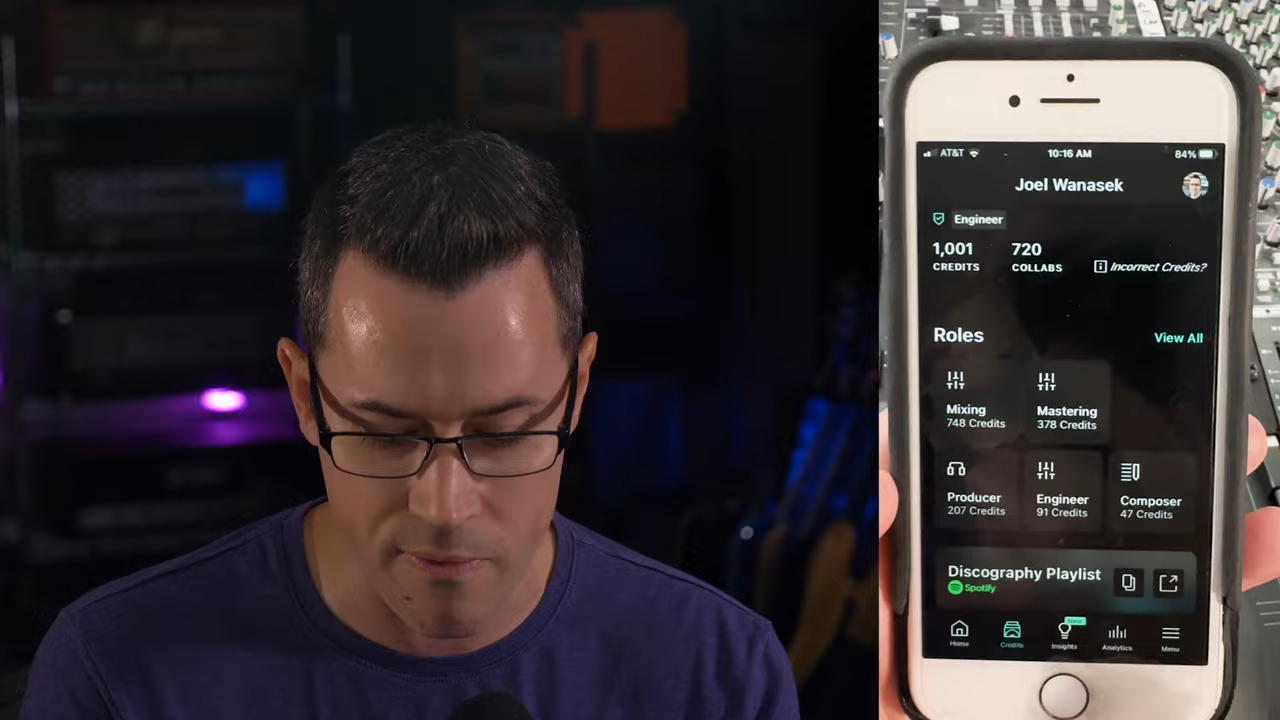 AT&T 10:16 AM 84%
Joel Wanasek
Engineer
1,001 720
CREDITS COLLABS Incorrect Credits?
Roles View All
Mixing Mastering
748 Credits 378 Credits
Producer Engineer Composer
207 Credits 91 Credits 47 Credits
Discography Playlist
Spotify
New
Home Credits Insights Analytics Menu